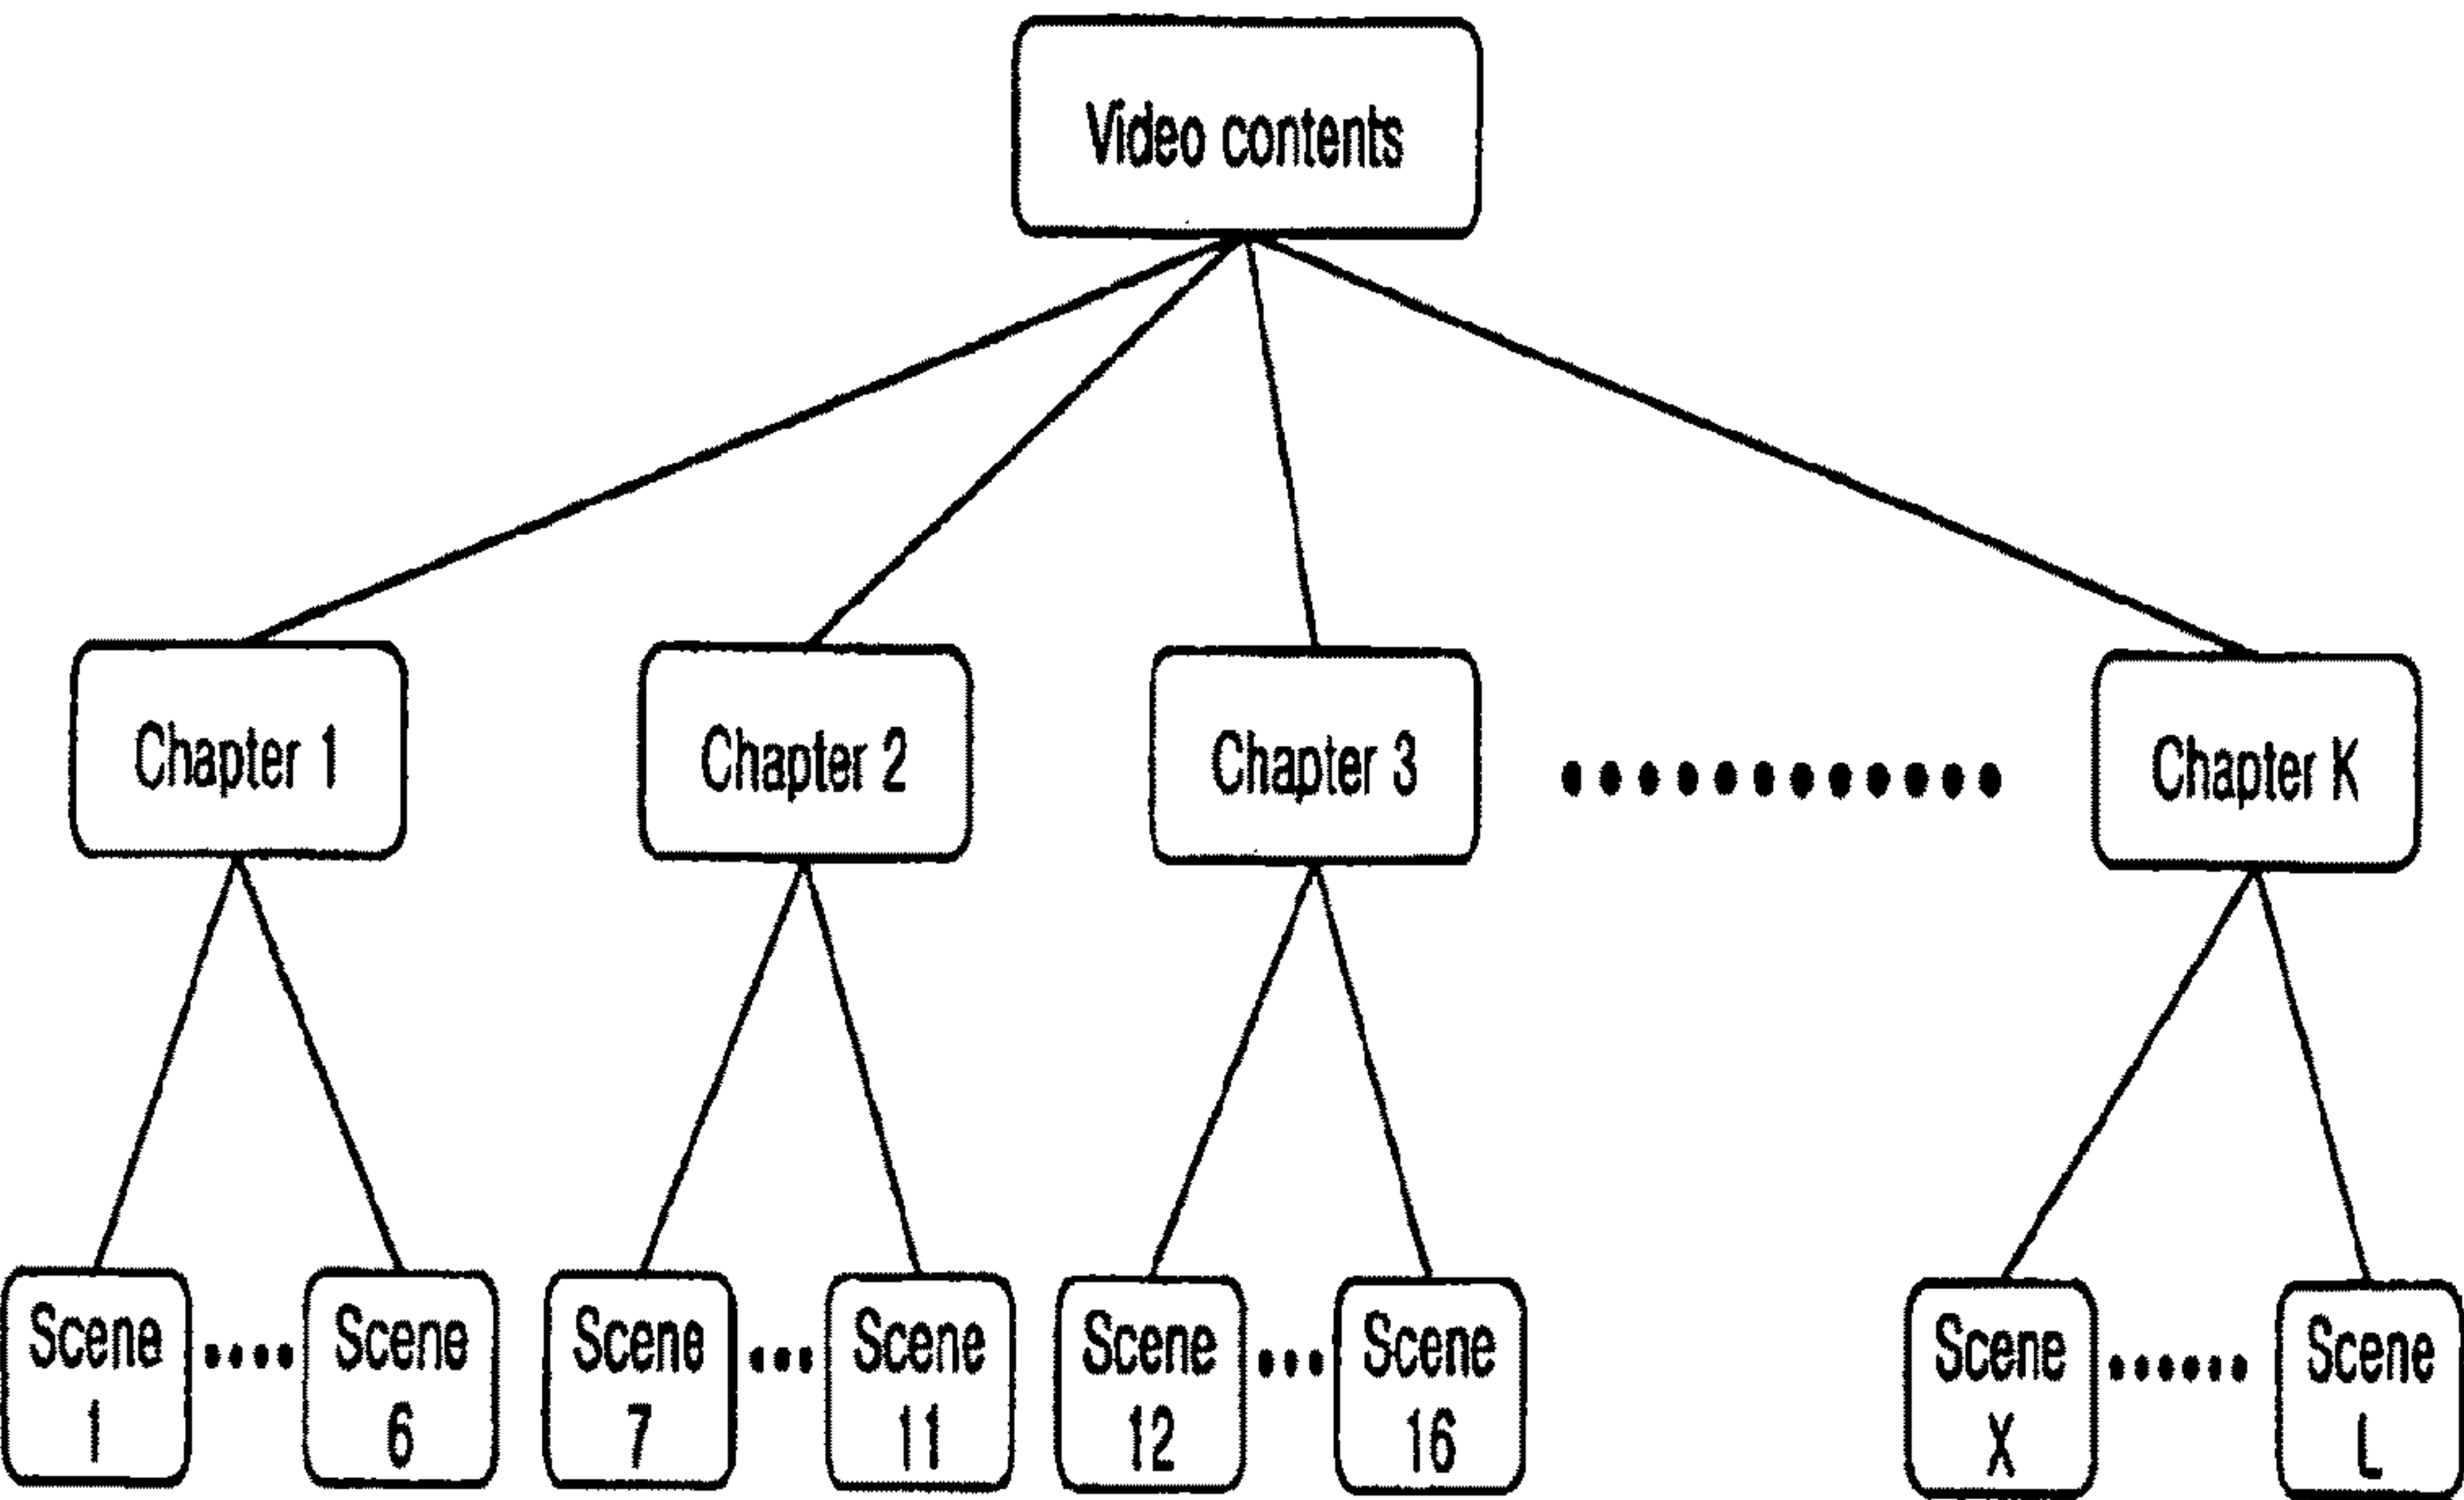 Video contents
Chapter 1
Chapter 2
Chapter 3
............
Chapter K
Scene
1
....
Scene
6
Scene
7
...
Scene
11
Scene
12
...
Scene
16
Scene
X
......
Scene
L